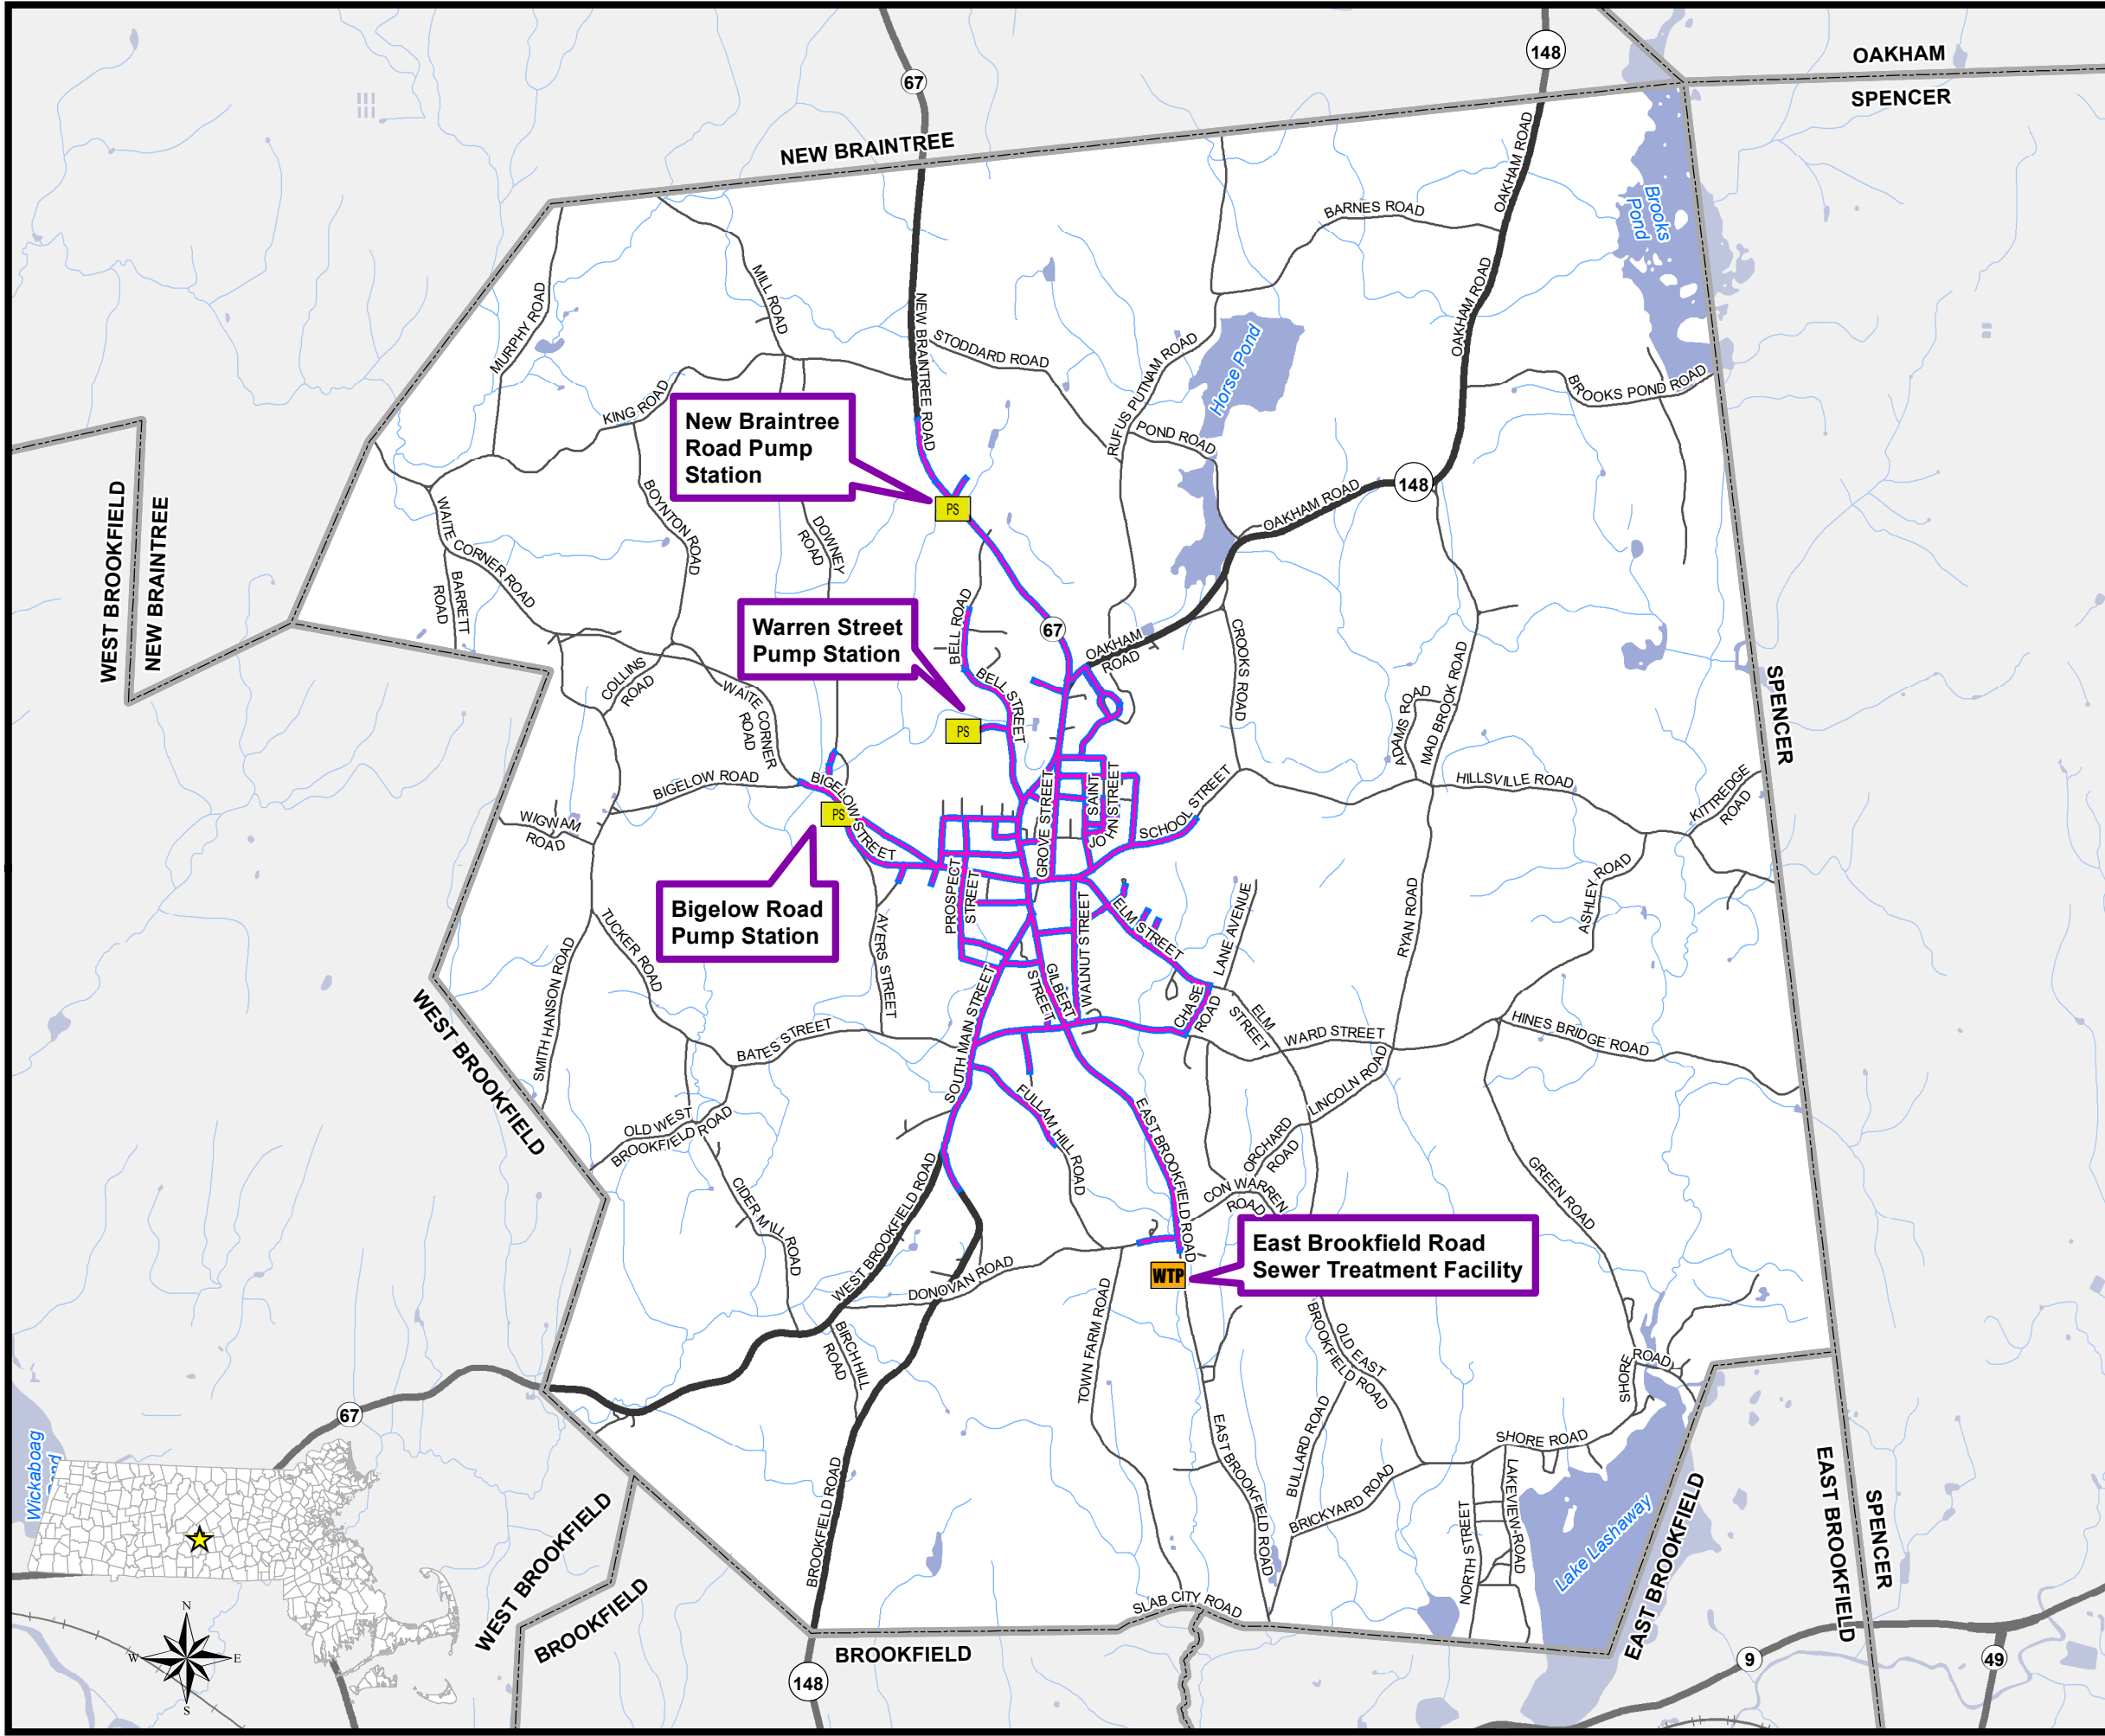 OAKHAM
SPENCER
148
67
NEW BRAINTREE
OAKHAM ROAD
BARNES ROAD
Brooks
Pond
MURPHY ROAD
MILL ROAD
NEW BRAINTREE ROAD
STODDARD ROAD
RUFUS PUTNAM ROAD
Horse Pond
OAKHAM ROAD
BROOKS POND ROAD
KING ROAD
New Braintree
Road Pump
Station
POND ROAD
148
OAKHAM ROAD
WEST BROOKFIELD
NEW BRAINTREE
WAITE CORNER ROAD
BARRETT
ROAD
BOYNTON ROAD
DOWNEY
ROAD
PS
BELL ROAD
67
OAKHAM
ROAD
CROOKS ROAD
Warren Street
Pump Station
COLLINS
ROAD
WAITE CORNER
ROAD
BELL STREET
PS
ADAMS ROAD
MAD BROOK ROAD
SPENCER
BIGELOW ROAD
BIGELOW STREET
PS
GROVE STREET
SAINT
JOHN STREET
SCHOOL STREET
HILLSVILLE ROAD
KITTREDGE
ROAD
WIGWAM
ROAD
Bigelow Road
Pump Station
PROSPECT
STREET
ELM STREET
LANE AVENUE
RYAN ROAD
ASHLEY ROAD
SMITH HANSON ROAD
TUCKER ROAD
AYERS STREET
SOUTH MAIN STREET
GILBERT
STREET
WALNUT STREET
CHASE
ROAD
ELM
STREET
WARD STREET
HINES BRIDGE ROAD
WEST BROOKFIELD
BATES STREET
OLD WEST
BROOKFIELD ROAD
FULLAM HILL ROAD
EAST BROOKFIELD ROAD
LINCOLN ROAD
ORCHARD
ROAD
CON WARREN
ROAD
GREEN ROAD
CIDER MILL ROAD
WEST BROOKFIELD ROAD
DONOVAN ROAD
WTP
East Brookfield Road
Sewer Treatment Facility
BIRCH HILL
ROAD
TOWN FARM ROAD
OLD EAST
BROOKFIELD ROAD
SHORE
ROAD
67
Wickaboag
BROOKFIELD ROAD
EAST BROOKFIELD ROAD
BULLARD ROAD
BRICKYARD ROAD
SHORE ROAD
LAKEVIEW ROAD
NORTH STREET
Lake Lashaway
EAST BROOKFIELD
EAST BROOKFIELD
SPENCER
WEST BROOKFIELD
BROOKFIELD
SLAB CITY ROAD
BROOKFIELD
148
9
49
N
W
E
S